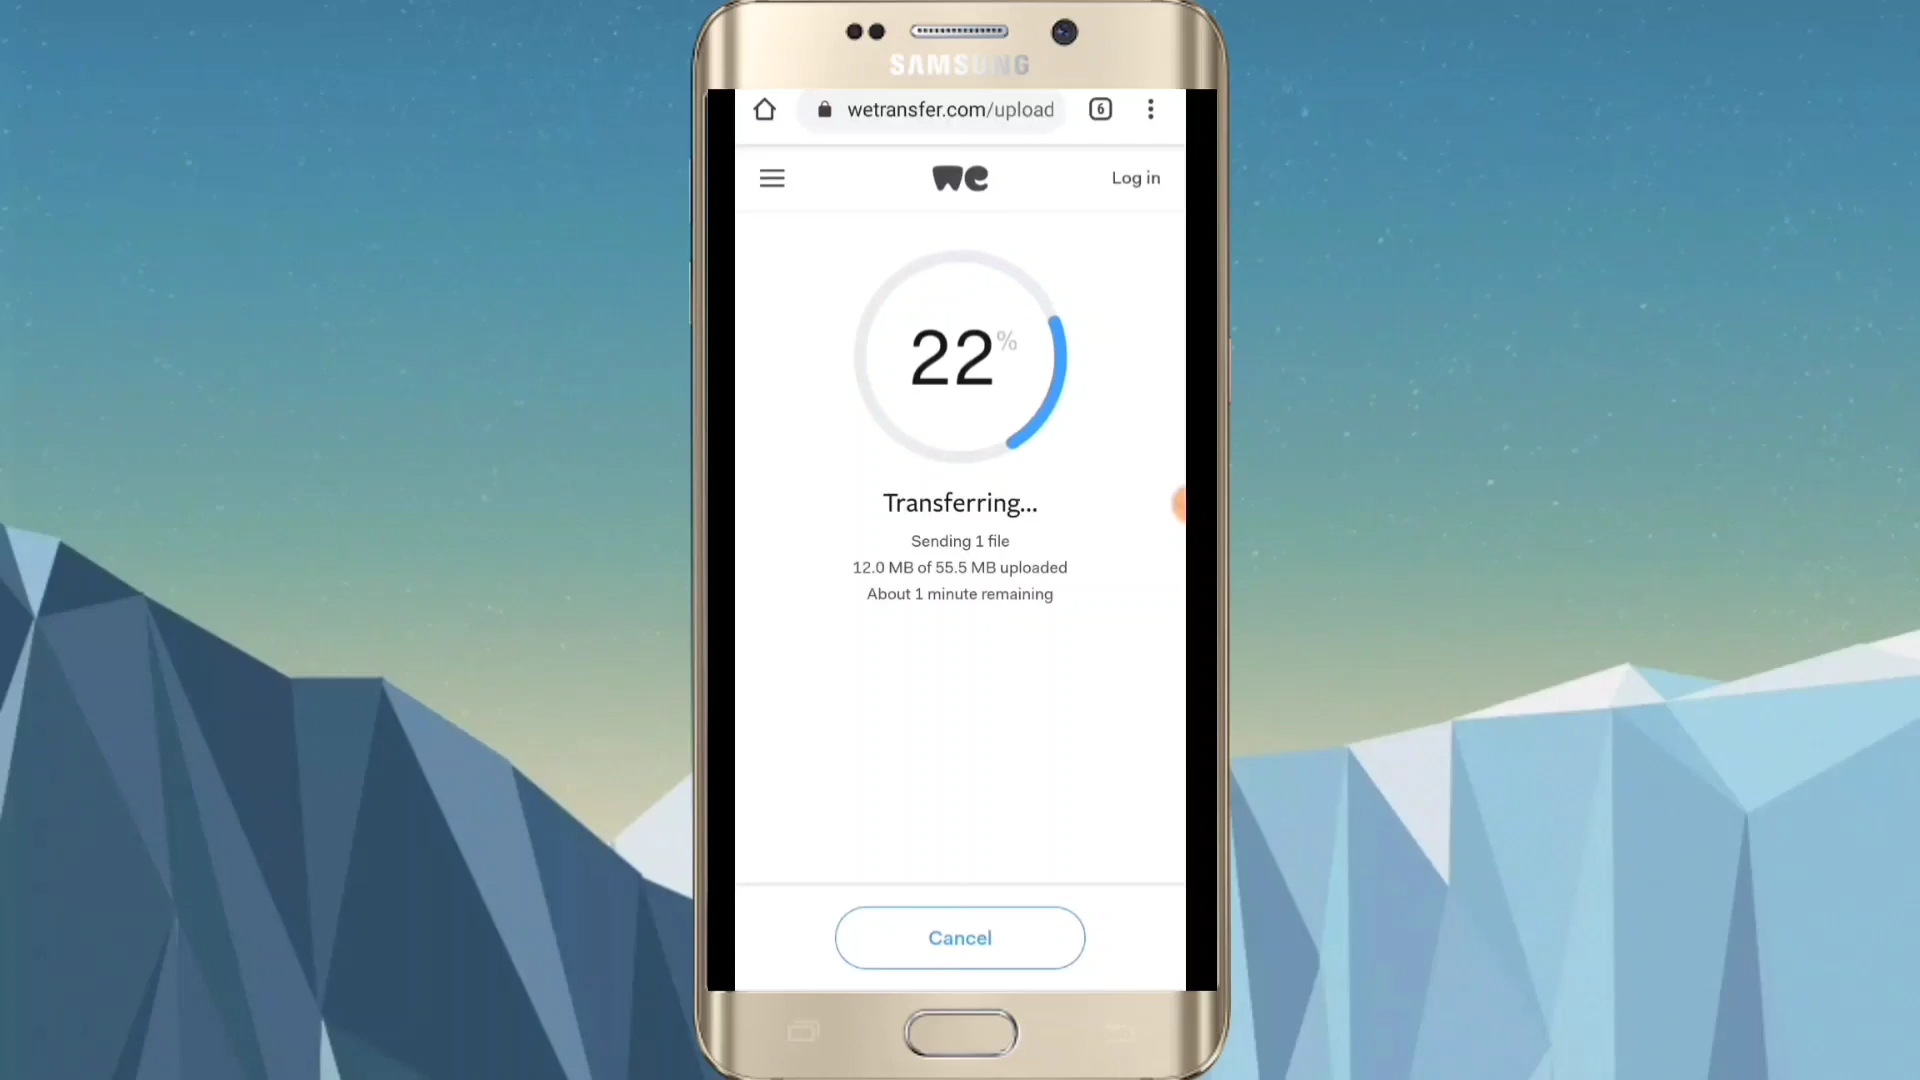 SAMSUNG
wetransfer.com/upload
6
we
Log in
22%
Transferring...
Sending 1 file
12.0 MB of 55.5 MB uploaded
About 1 minute remaining
Cancel